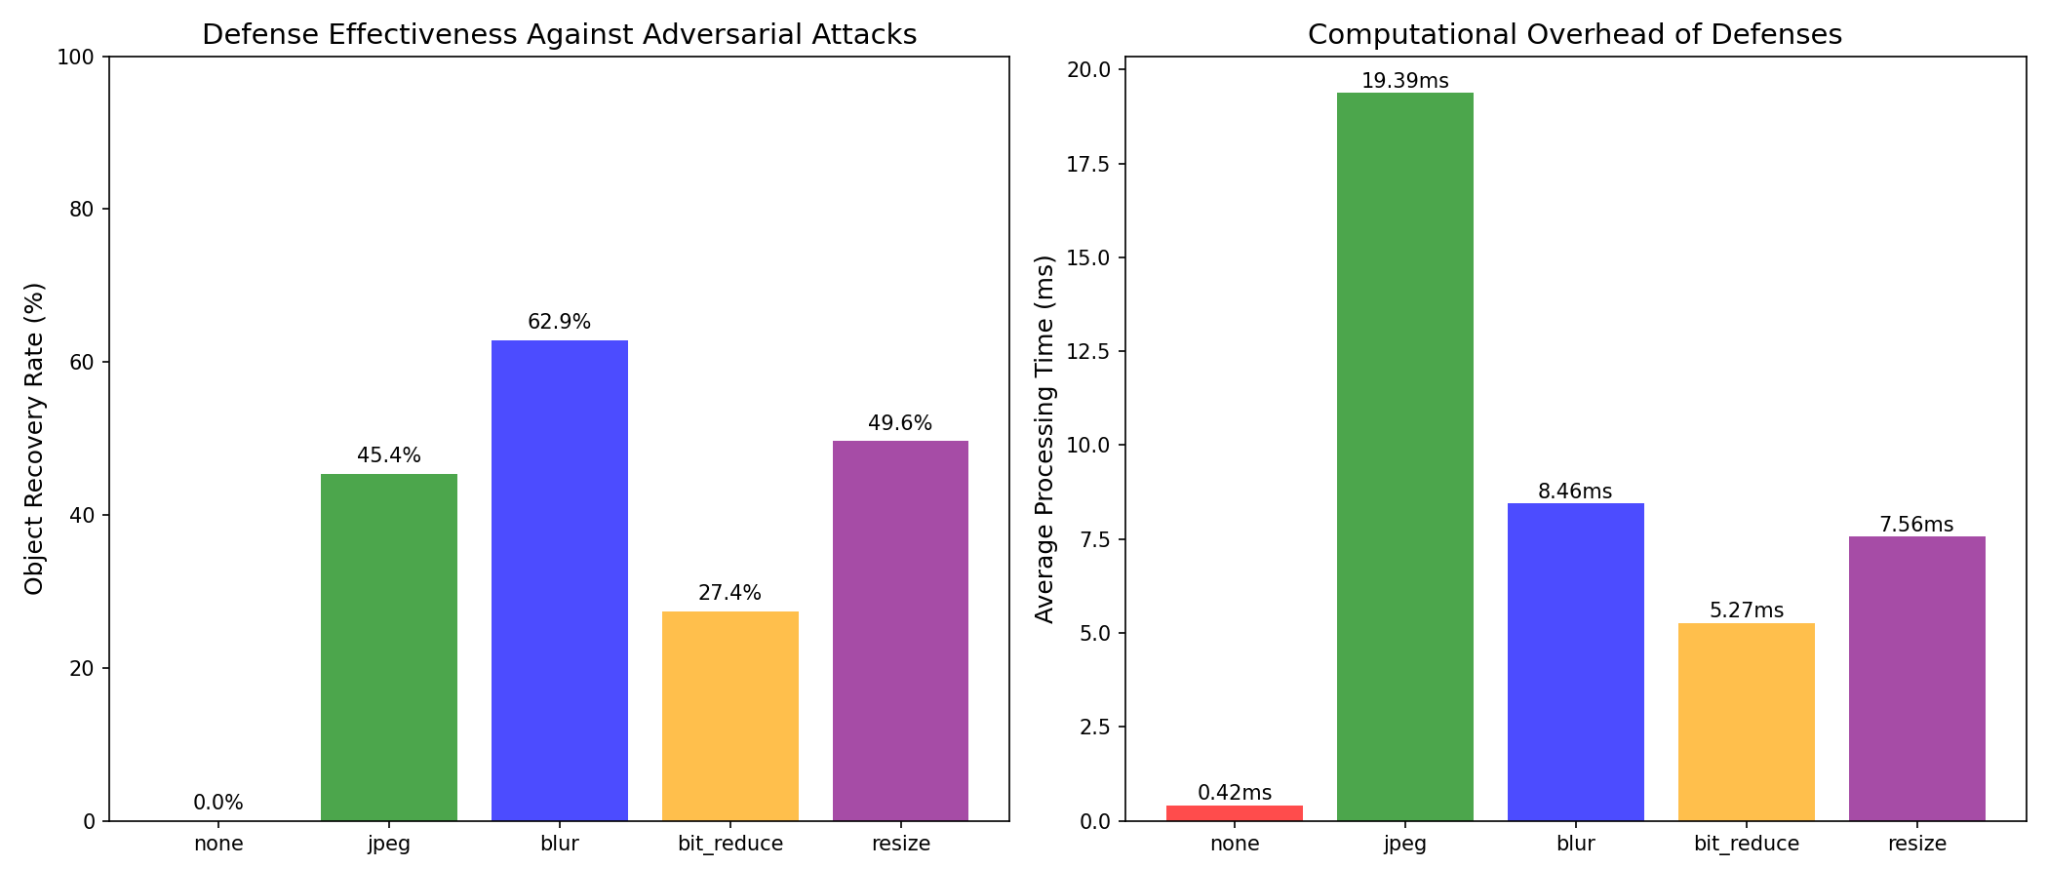 Defense Effectiveness Against Adversarial Attacks
Object Recovery Rate (%)
100
80
60
40
20
0
0.0%
45.4%
62.9%
27.4%
49.6%
none jpeg blur bit_reduce resize
Computational Overhead of Defenses
Average Processing Time (ms)
20.0
17.5
15.0
12.5
10.0
7.5
5.0
2.5
0.0
0.42ms
19.39ms
8.46ms
5.27ms
7.56ms
none jpeg blur bit_reduce resize